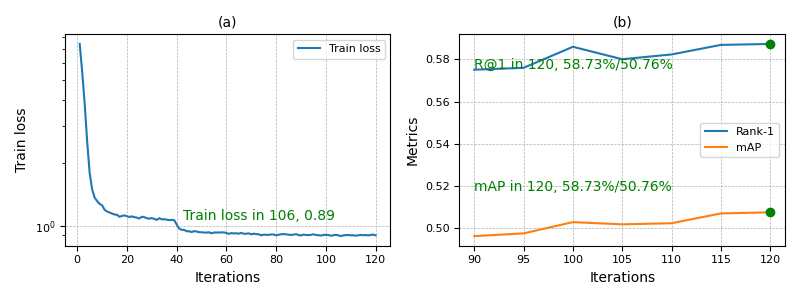 (a)
Train loss
10^0
Train loss
Train loss in 106, 0.89
0 20 40 60 80 100 120
Iterations
(b)
Metrics
0.58
0.56
0.54
0.52
0.50
R@1 in 120, 58.73%/50.76%
Rank-1
mAP
mAP in 120, 58.73%/50.76%
90 95 100 105 110 115 120
Iterations